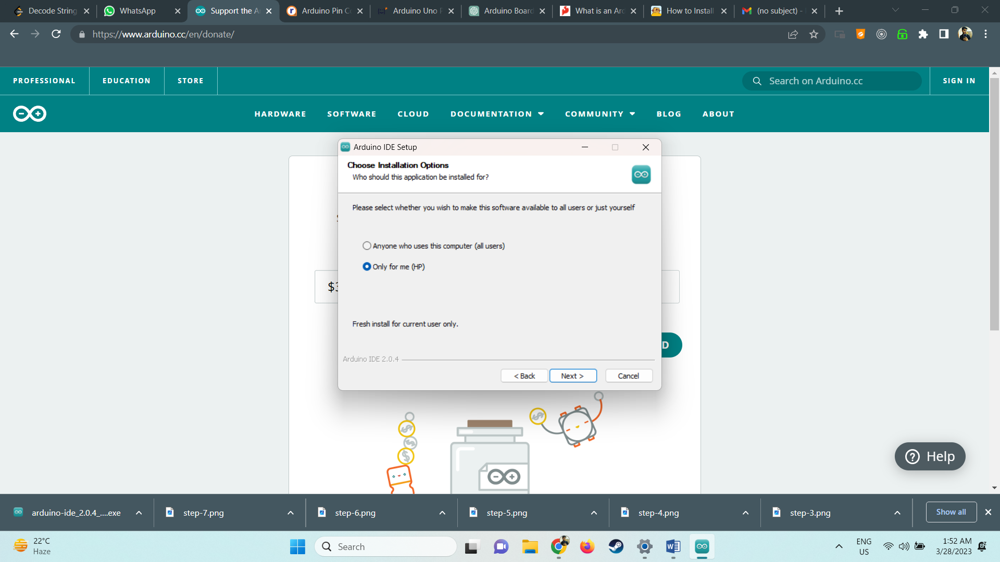 Decode String
WhatsApp
Support the A
Arduino Pin C
Arduino Uno
Arduino Board
What is an Ar
How to Install
(no subject) -
https://www.arduino.cc/en/donate/
PROFESSIONAL
EDUCATION
STORE
Search on Arduino.cc
SIGN IN
HARDWARE
SOFTWARE
CLOUD
DOCUMENTATION
COMMUNITY
BLOG
ABOUT
Arduino IDE Setup
Choose Installation Options
Who should this application be installed for?
Please select whether you wish to make this software available to all users or just yourself
Anyone who uses this computer (all users)
Only for me (HP)
$3
Fresh install for current user only.
D
Arduino IDE 2.0.4
< Back
Next >
Cancel
Help
arduino-ide_2.0.4_....exe
step-7.png
step-6.png
step-5.png
step-4.png
step-3.png
Show all
22°C
Haze
Search
ENG
US
1:52 AM
3/28/2023